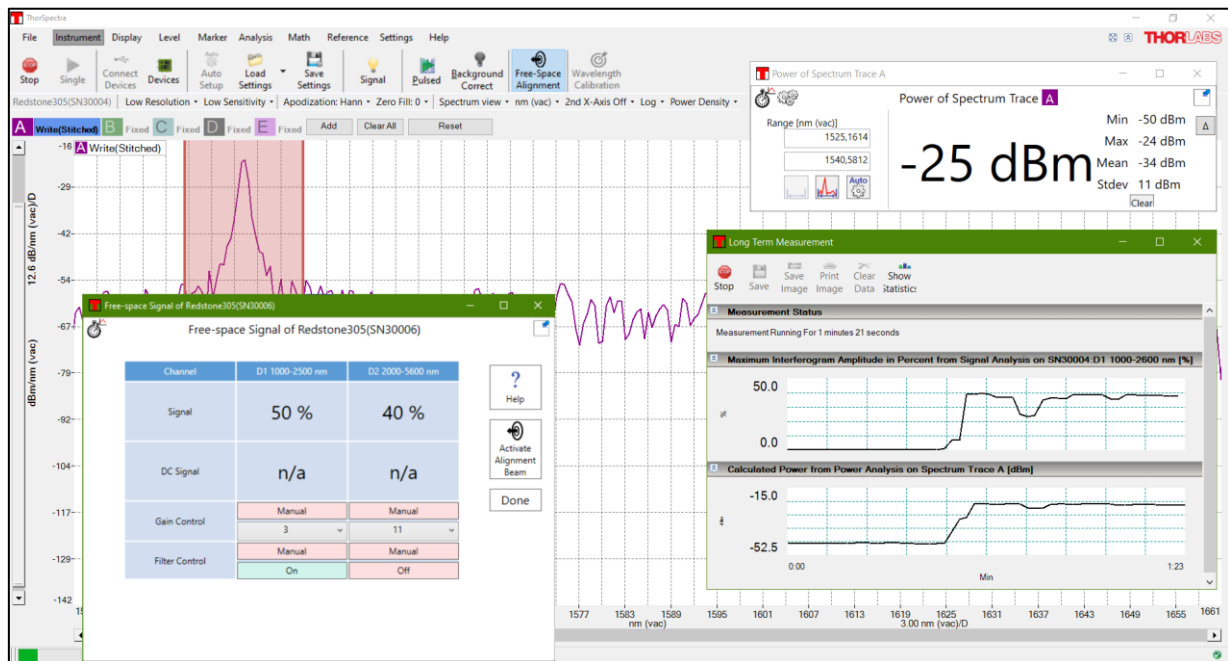 ThorSpectra
File Instrument Display Level Marker Analysis Math Reference Settings Help
THORLABS
Stop Single Connect Devices Devices Auto Setup Load Settings Save Settings Signal Pulsed Background Correct Free-Space Alignment Wavelength Calibration
Redstone305(SN30004) Low Resolution Low Sensitivity Apodization: Hann Zero Fill: 0 Spectrum view nm (vac) 2nd X-Axis Off Log Power Density
A Write(Stitched) B Fixed C Fixed D Fixed E Fixed Add Clear All Reset
A Write(Stitched)
-16
-29
-42
-54
-67
-79
-92
-104
-117
-129
-142
12.6 dB/nm (vac)/D
dBm/nm (vac)
1577 1583 1589 1595 1601 1607 1613 1619 1625 1631 1637 1643 1649 1655 1661
nm (vac) 3.00 nm (vac)/D
Power of Spectrum Trace A
Power of Spectrum Trace A
Range [nm (vac)]
1525,1614
1540,5812
Auto
-25 dBm
Min -50 dBm
Max -24 dBm
Mean -34 dBm
Stdev 11 dBm
Clear
Δ
Free-space Signal of Redstone305(SN30006)
Free-space Signal of Redstone305(SN30006)
Channel D1 1000-2500 nm D2 2000-5600 nm
Signal 50 % 40 %
DC Signal n/a n/a
Gain Control Manual Manual
3 11
Filter Control Manual Manual
On Off
?
Help
Activate Alignment Beam
Done
Long Term Measurement
Stop Save Save Image Print Image Clear Data Show Statistics
Measurement Status
Measurement Running For 1 minutes 21 seconds
Maximum Interferogram Amplitude in Percent from Signal Analysis on SN30004:D1 1000-2600 nm [%]
50.0
%
0.0
Calculated Power from Power Analysis on Spectrum Trace A [dBm]
-15.0
-52.5
0:00 1:23
Min